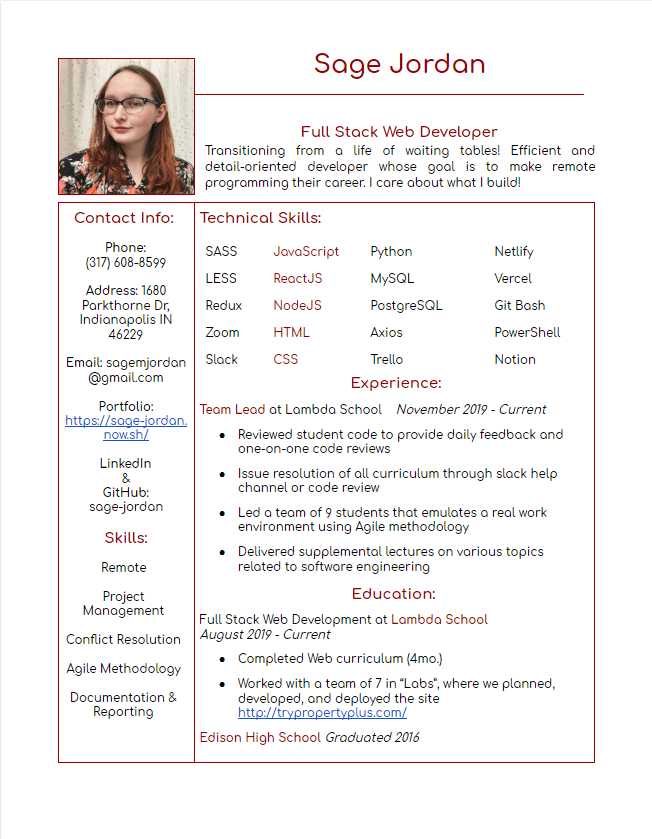 Sage Jordan
Full Stack Web Developer
Transitioning from a life of waiting tables! Efficient and
detail-oriented developer whose goal is to make remote
programming their career. I care about what I build!
Contact Info:
Phone:
(317) 608-8599
Address: 1680
Parkthorne Dr,
Indianapolis IN
46229
Email: sagemjordan
@gmail.com
Portfolio:
https://sage-jordan.
now.sh/
LinkedIn
&
GitHub:
sage-jordan
Skills:
Remote
Project
Management
Conflict Resolution
Agile Methodology
Documentation &
Reporting
Technical Skills:
SASS JavaScript Python Netlify
LESS ReactJS MySQL Vercel
Redux NodeJS PostgreSQL Git Bash
Zoom HTML Axios PowerShell
Slack CSS Trello Notion
Experience:
Team Lead at Lambda School November 2019 - Current
● Reviewed student code to provide daily feedback and
one-on-one code reviews
● Issue resolution of all curriculum through slack help
channel or code review
● Led a team of 9 students that emulates a real work
environment using Agile methodology
● Delivered supplemental lectures on various topics
related to software engineering
Education:
Full Stack Web Development at Lambda School
August 2019 - Current
● Completed Web curriculum (4mo.)
● Worked with a team of 7 in “Labs”, where we planned,
developed, and deployed the site
http://trypropertyplus.com/
Edison High School Graduated 2016